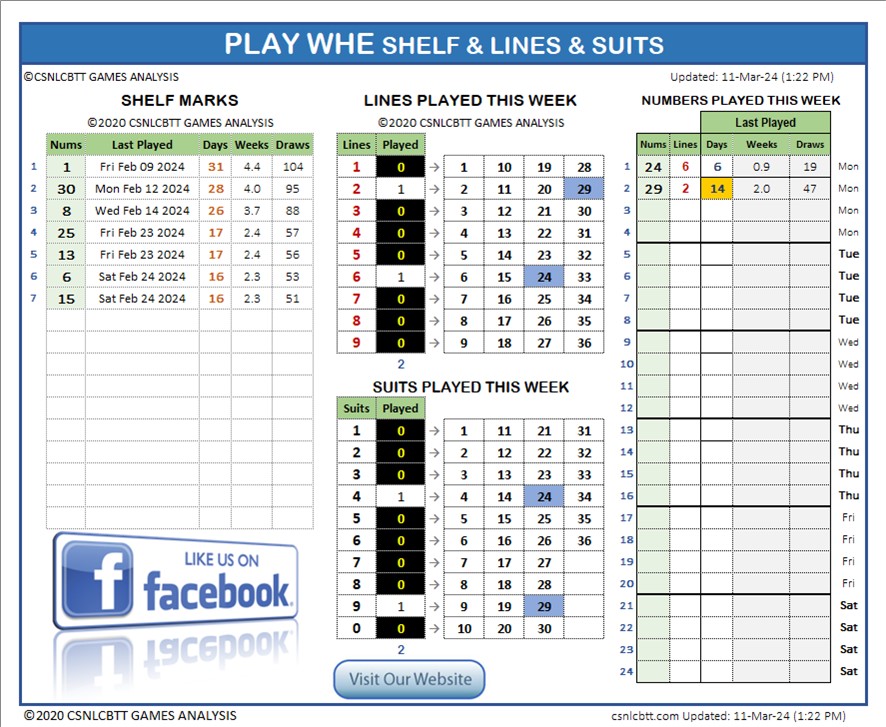 PLAY WHE SHELF & LINES & SUITS
©CSNLCBTT GAMES ANALYSIS
Updated: 11-Mar-24 (1:22 PM)
SHELF MARKS
©2020 CSNLCBTT GAMES ANALYSIS
Nums Last Played Days Weeks Draws
1 1 Fri Feb 09 2024 31 4.4 104
2 30 Mon Feb 12 2024 28 4.0 95
3 8 Wed Feb 14 2024 26 3.7 88
4 25 Fri Feb 23 2024 17 2.4 57
5 13 Fri Feb 23 2024 17 2.4 56
6 6 Sat Feb 24 2024 16 2.3 53
7 15 Sat Feb 24 2024 16 2.3 51
LIKE US ON
facebook.
LINES PLAYED THIS WEEK
©2020 CSNLCBTT GAMES ANALYSIS
Lines Played
1 0 → 1 10 19 28
2 1 → 2 11 20 29
3 0 → 3 12 21 30
4 0 → 4 13 22 31
5 0 → 5 14 23 32
6 1 → 6 15 24 33
7 0 → 7 16 25 34
8 0 → 8 17 26 35
9 0 → 9 18 27 36
2
SUITS PLAYED THIS WEEK
Suits Played
1 0 → 1 11 21 31
2 0 → 2 12 22 32
3 0 → 3 13 23 33
4 1 → 4 14 24 34
5 0 → 5 15 25 35
6 0 → 6 16 26 36
7 0 → 7 17 27
8 0 → 8 18 28
9 1 → 9 19 29
0 0 → 10 20 30
2
Visit Our Website
NUMBERS PLAYED THIS WEEK
Last Played
Nums Lines Days Weeks Draws
1 24 6 6 0.9 19 Mon
2 29 2 14 2.0 47 Mon
3 Mon
4 Mon
5 Tue
6 Tue
7 Tue
8 Tue
9 Wed
10 Wed
11 Wed
12 Wed
13 Thu
14 Thu
15 Thu
16 Thu
17 Fri
18 Fri
19 Fri
20 Fri
21 Sat
22 Sat
23 Sat
24 Sat
©2020 CSNLCBTT GAMES ANALYSIS
csnlcbtt.com Updated: 11-Mar-24 (1:22 PM)